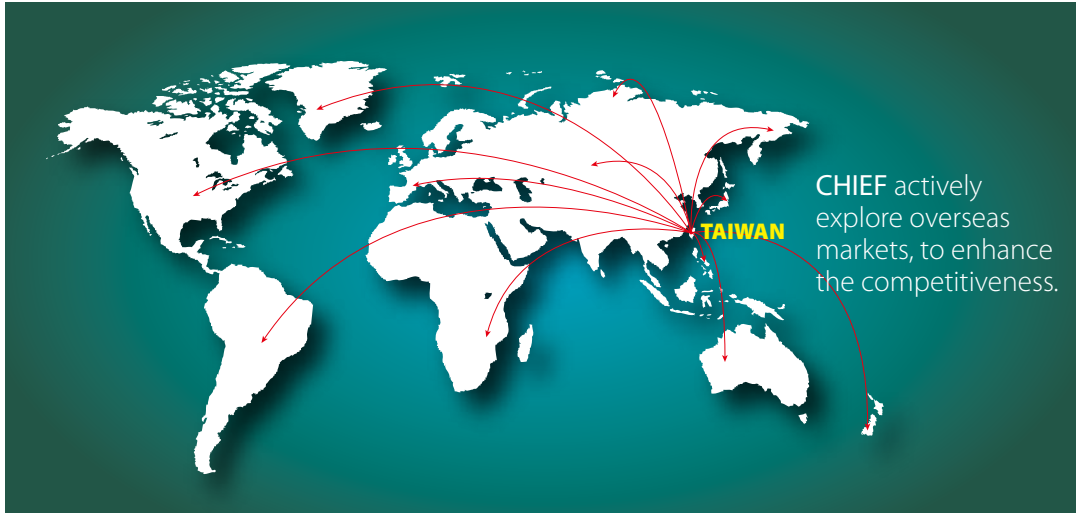 TAIWAN
CHIEF actively
explore overseas
markets, to enhance
the competitiveness.